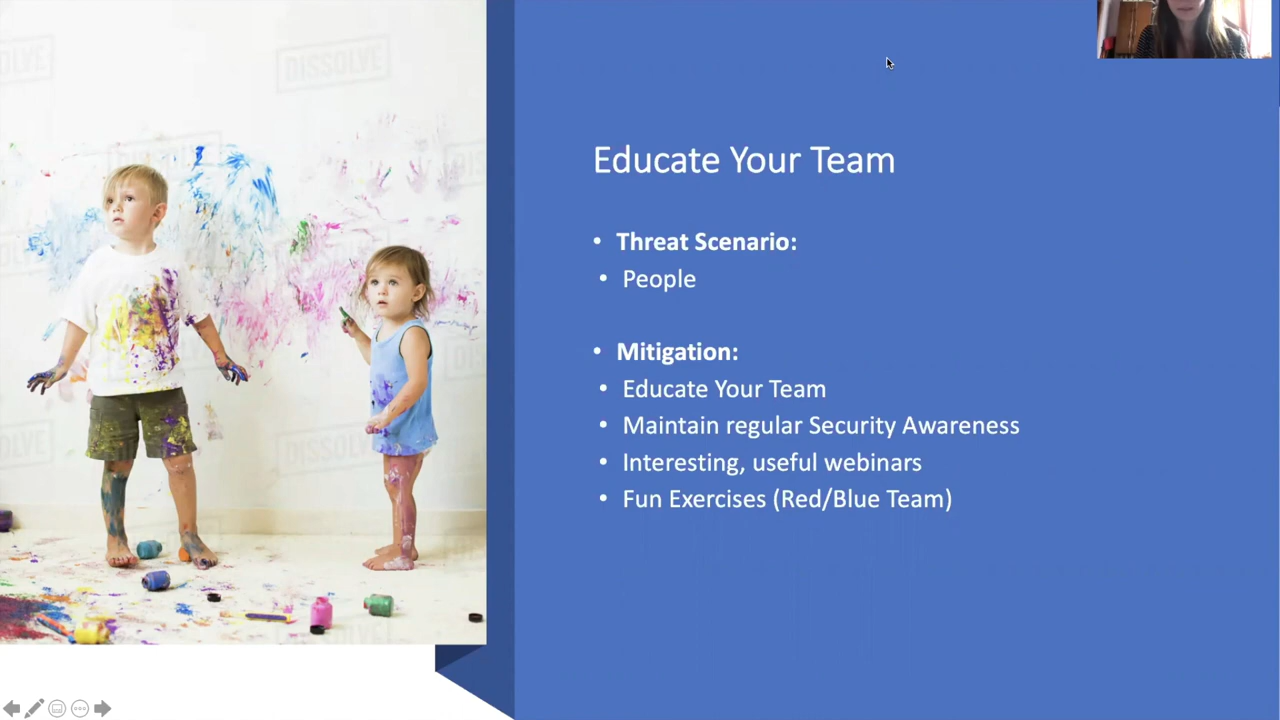 DISSOLVE
Educate Your Team
• Threat Scenario:
• People
• Mitigation:
• Educate Your Team
• Maintain regular Security Awareness
• Interesting, useful webinars
• Fun Exercises (Red/Blue Team)